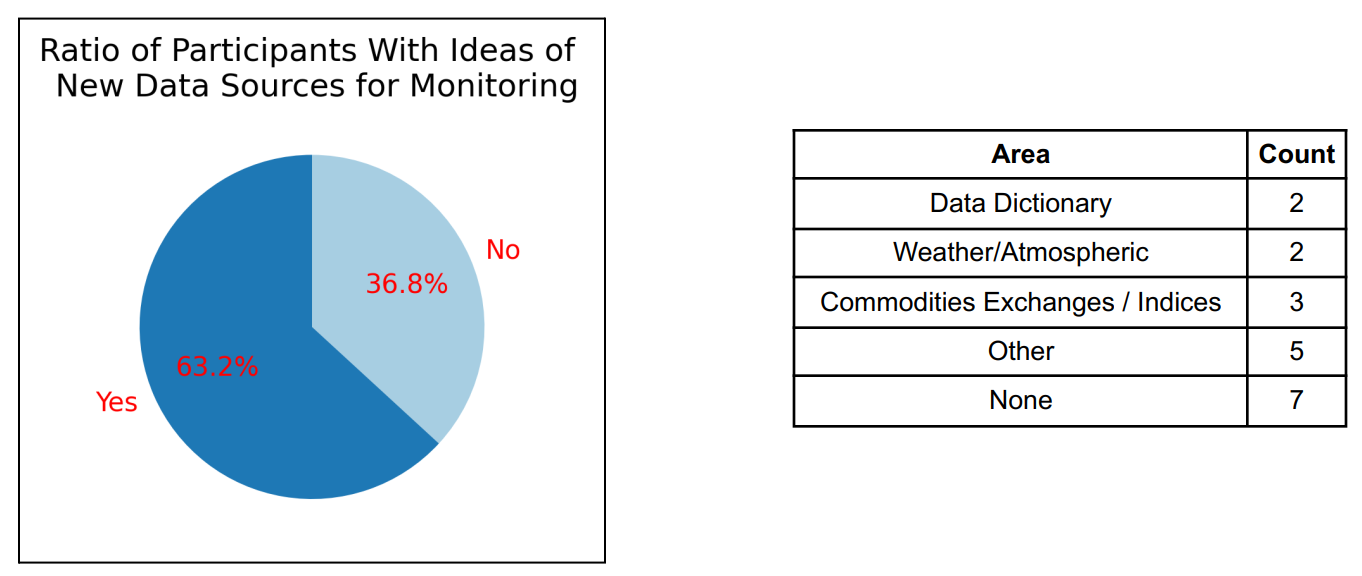 Ratio of Participants With Ideas of
New Data Sources for Monitoring
No
36.8%
63.2%
Yes
Area Count
Data Dictionary 2
Weather/Atmospheric 2
Commodities Exchanges / Indices 3
Other 5
None 7